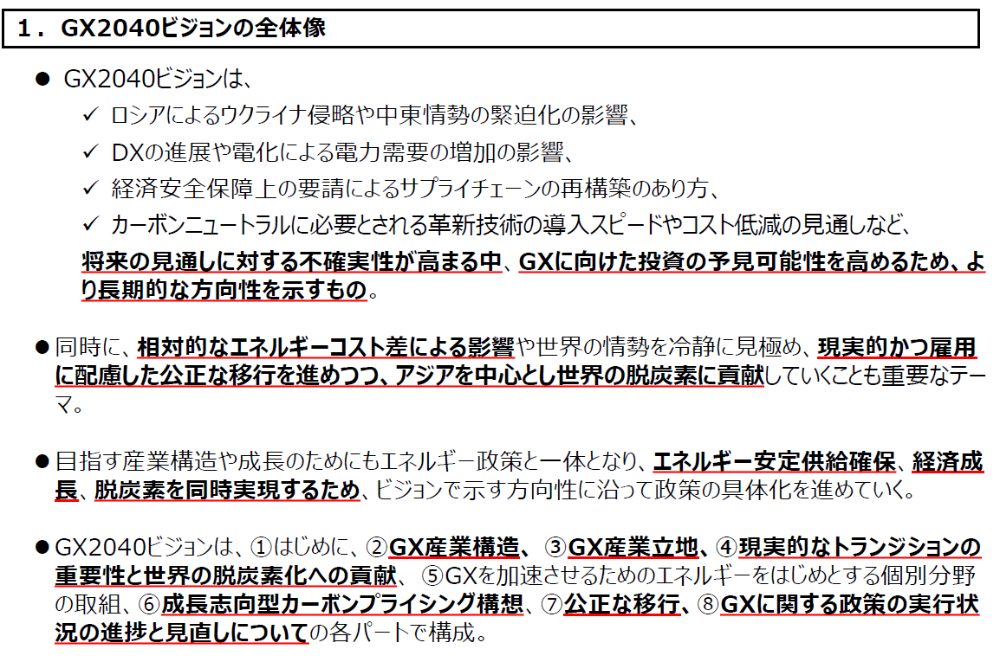 1．GX2040ビジョンの全体像
● GX2040ビジョンは、
✓ ロシアによるウクライナ侵略や中東情勢の緊迫化の影響、
✓ DXの進展や電化による電力需要の増加の影響、
✓ 経済安全保障上の要請によるサプライチェーンの再構築のあり方、
✓ カーボンニュートラルに必要とされる革新技術の導入スピードやコスト低減の見通しなど、
将来の見通しに対する不確実性が高まる中、GXに向けた投資の予見可能性を高めるため、よ
り長期的な方向性を示すもの。
●同時に、相対的なエネルギーコスト差による影響や世界の情勢を冷静に見極め、現実的かつ雇用
に配慮した公正な移行を進めつつ、アジアを中心とし世界の脱炭素に貢献していくことも重要なテー
マ。
●目指す産業構造や成長のためにもエネルギー政策と一体となり、エネルギー安定供給確保、経済成
長、脱炭素を同時実現するため、ビジョンで示す方向性に沿って政策の具体化を進めていく。
●GX2040ビジョンは、①はじめに、②GX産業構造、③GX産業立地、④現実的なトランジションの
重要性と世界の脱炭素化への貢献、⑤GXを加速させるためのエネルギーをはじめとする個別分野
の取組、⑥成長志向型カーボンプライシング構想、⑦公正な移行、⑧GXに関する政策の実行状
況の進捗と見直しについての各パートで構成。